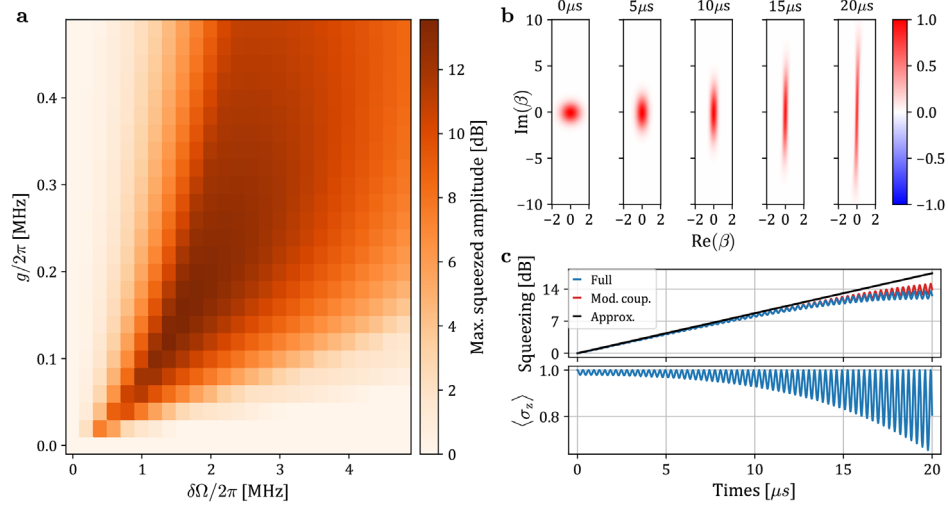 a
0.4
0.3
0.2
0.1
0.0
g/2π [MHz]
0 1 2 3 4
δΩ/2π [MHz]
12
10
8
6
4
2
0
Max. squeezed amplitude [dB]
b
0μs 5μs 10μs 15μs 20μs
10
5
0
−5
−10
Im(β)
−2 0 2 −2 0 2 −2 0 2 −2 0 2 −2 0 2
Re(β)
1.0
0.5
0.0
−0.5
−1.0
c
Squeezing [dB]
14
7
0
Full
Mod. coup.
Approx.
⟨σz⟩
1.0
0.8
0 5 10 15 20
Times [μs]